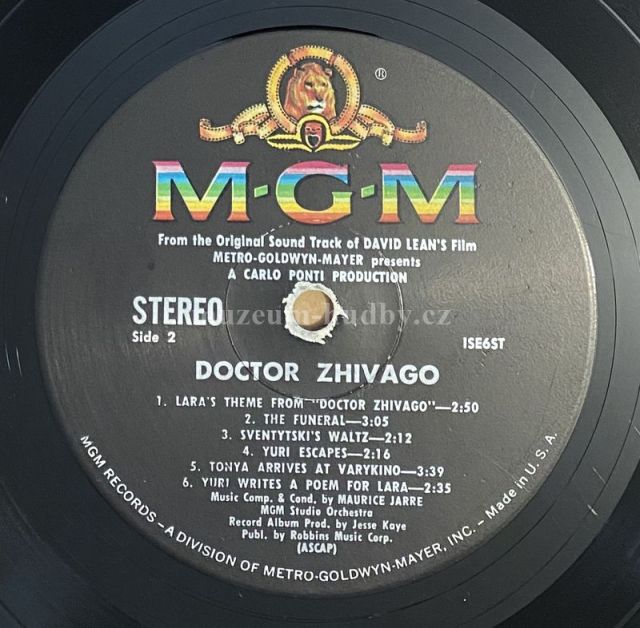 ®
M·G·M
From the Original Sound Track of DAVID LEAN'S Film
METRO-GOLDWYN-MAYER presents
A CARLO PONTI PRODUCTION
STEREO
muzeum-hudby.cz
Side 2
1SE6ST
DOCTOR ZHIVAGO
1. LARA'S THEME FROM "DOCTOR ZHIVAGO"—2:50
2. THE FUNERAL—3:05
3. SVENTYTSKI'S WALTZ—2:12
4. YURI ESCAPES—2:16
5. TONYA ARRIVES AT VARYKINO—3:39
6. YURI WRITES A POEM FOR LARA—2:35
Music Comp. & Cond. by MAURICE JARRE
MGM Studio Orchestra
Record Album Prod. by Jesse Kaye
Publ. by Robbins Music Corp.
(ASCAP)
MGM RECORDS—A DIVISION OF METRO-GOLDWYN-MAYER, INC. – Made in U. S. A.